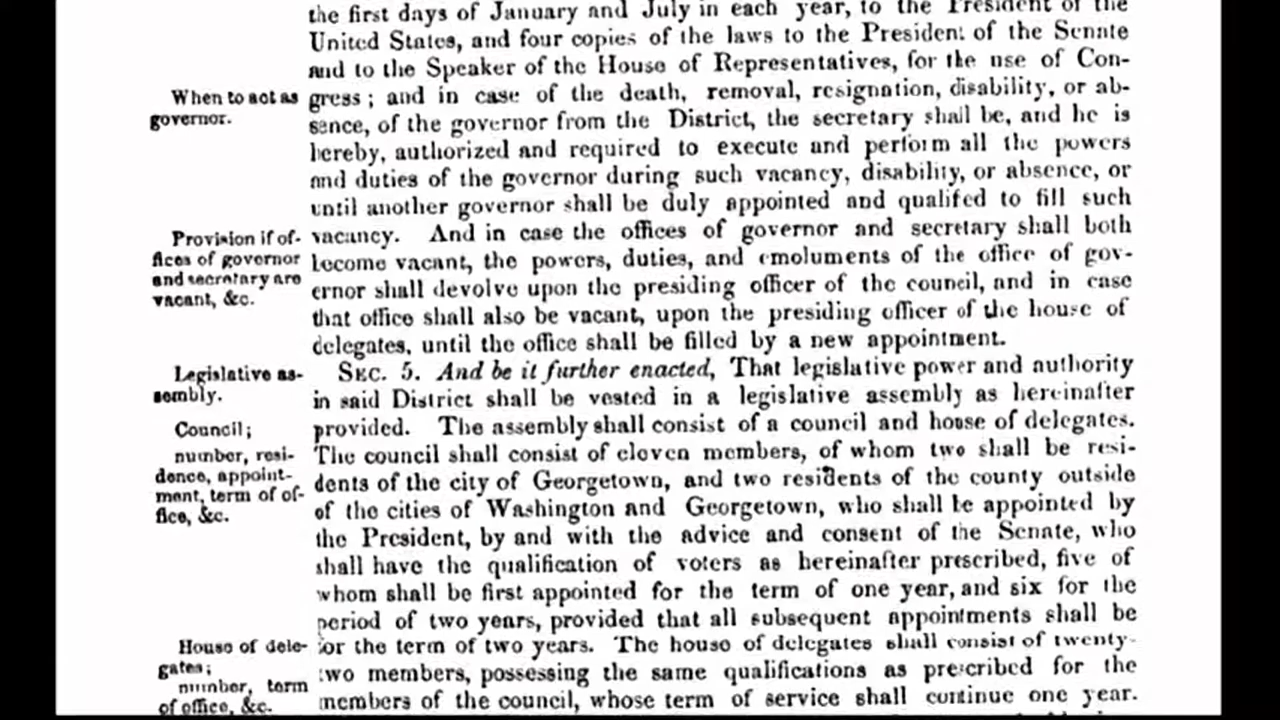 the first days of January and July in each year, to the President of the
United States, and four copies of the laws to the President of the Senate
and to the Speaker of the House of Representatives, for the use of Con-
When to act as
governor.
gress; and in case of the death, removal, resignation, disability, or ab-
sence, of the governor from the District, the secretary shall be, and he is
hereby, authorized and required to execute and perform all the powers
and duties of the governor during such vacancy, disability, or absence, or
until another governor shall be duly appointed and qualifed to fill such
Provision if of-
fices of governor
and secretary are
vacant, &c.
vacancy. And in case the offices of governor and secretary shall both
become vacant, the powers, duties, and emoluments of the office of gov-
ernor shall devolve upon the presiding officer of the council, and in case
that office shall also be vacant, upon the presiding officer of the house of
delegates, until the office shall be filled by a new appointment.
Legislative as-
sembly.
SEC. 5. And be it further enacted, That legislative power and authority
in said District shall be vested in a legislative assembly as hereinafter
Council;
number, resi-
dence, appoint-
ment, term of of-
fice, &c.
provided. The assembly shall consist of a council and house of delegates.
The council shall consist of eleven members, of whom two shall be resi-
dents of the city of Georgetown, and two residents of the county outside
of the cities of Washington and Georgetown, who shall be appointed by
the President, by and with the advice and consent of the Senate, who
shall have the qualification of voters as hereinafter prescribed, five of
whom shall be first appointed for the term of one year, and six for the
period of two years, provided that all subsequent appointments shall be
House of dele-
gates;
number, term
of office, &c.
for the term of two years. The house of delegates shall consist of twenty-
two members, possessing the same qualifications as prescribed for the
members of the council, whose term of service shall continue one year.